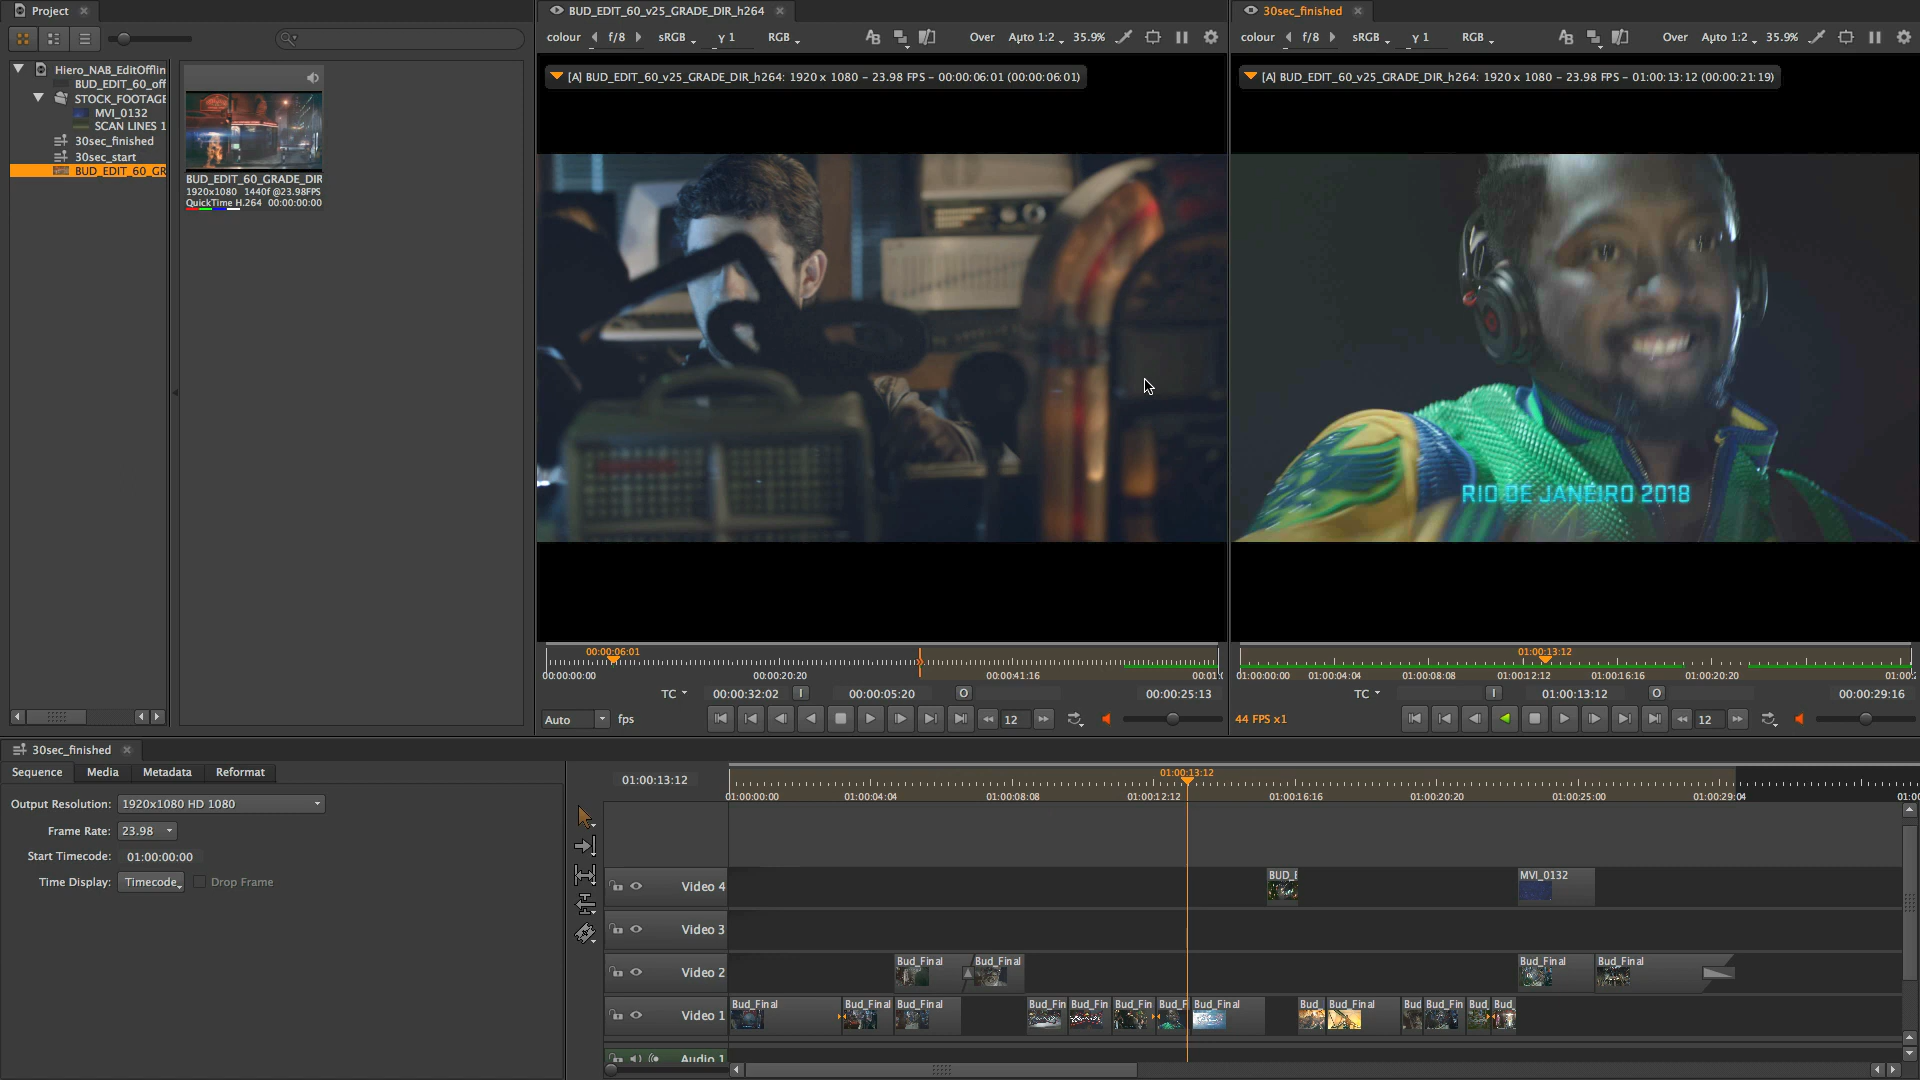 Project
Hiero_NAB_EditOfflin
BUD_EDIT_60_off
STOCK_FOOTAGE
MVI_0132
SCAN LINES 1
30sec_finished
30sec_start
BUD_EDIT_60_GR
BUD_EDIT_60_GRADE_DIR
1920x1080 1440f @23.98FPS
QuickTime H.264 00:00:00:00
BUD_EDIT_60_v25_GRADE_DIR_h264
colour f/8 sRGB γ 1 RGB Over Auto 1:2 35.9%
[A] BUD_EDIT_60_v25_GRADE_DIR_h264: 1920 x 1080 – 23.98 FPS – 00:00:06:01 (00:00:06:01)
00:00:06:01
00:00:00:00 00:00:20:20 00:00:41:16 00:01:
TC 00:00:32:02 I 00:00:05:20 O 00:00:25:13
Auto fps 12
30sec_finished
colour f/8 sRGB γ 1 RGB Over Auto 1:2 35.9%
[A] BUD_EDIT_60_v25_GRADE_DIR_h264: 1920 x 1080 – 23.98 FPS – 01:00:13:12 (00:00:21:19)
RIO DE JANEIRO 2018
01:00:13:12
01:00:00:00 01:00:04:04 01:00:08:08 01:00:12:12 01:00:16:16 01:00:20:20 01:00:
TC I 01:00:13:12 O 00:00:29:16
44 FPS x1 12
30sec_finished
Sequence Media Metadata Reformat
Output Resolution: 1920x1080 HD 1080
Frame Rate: 23.98
Start Timecode: 01:00:00:00
Time Display: Timecode Drop Frame
01:00:13:12
01:00:13:12
01:00:00:00 01:00:04:04 01:00:08:08 01:00:12:12 01:00:16:16 01:00:20:20 01:00:25:00 01:00:29:04 01:00
Video 4 BUD_E MVI_0132
Video 3
Video 2 Bud_Final Bud_Final Bud_Final Bud_Final
Video 1 Bud_Final Bud_Final Bud_Final Bud_Fin Bud_Fin Bud_Fin Bud_F Bud_Final Bud_ Bud_Final Bud_ Bud_Fin Bud_ Bud_
Audio 1